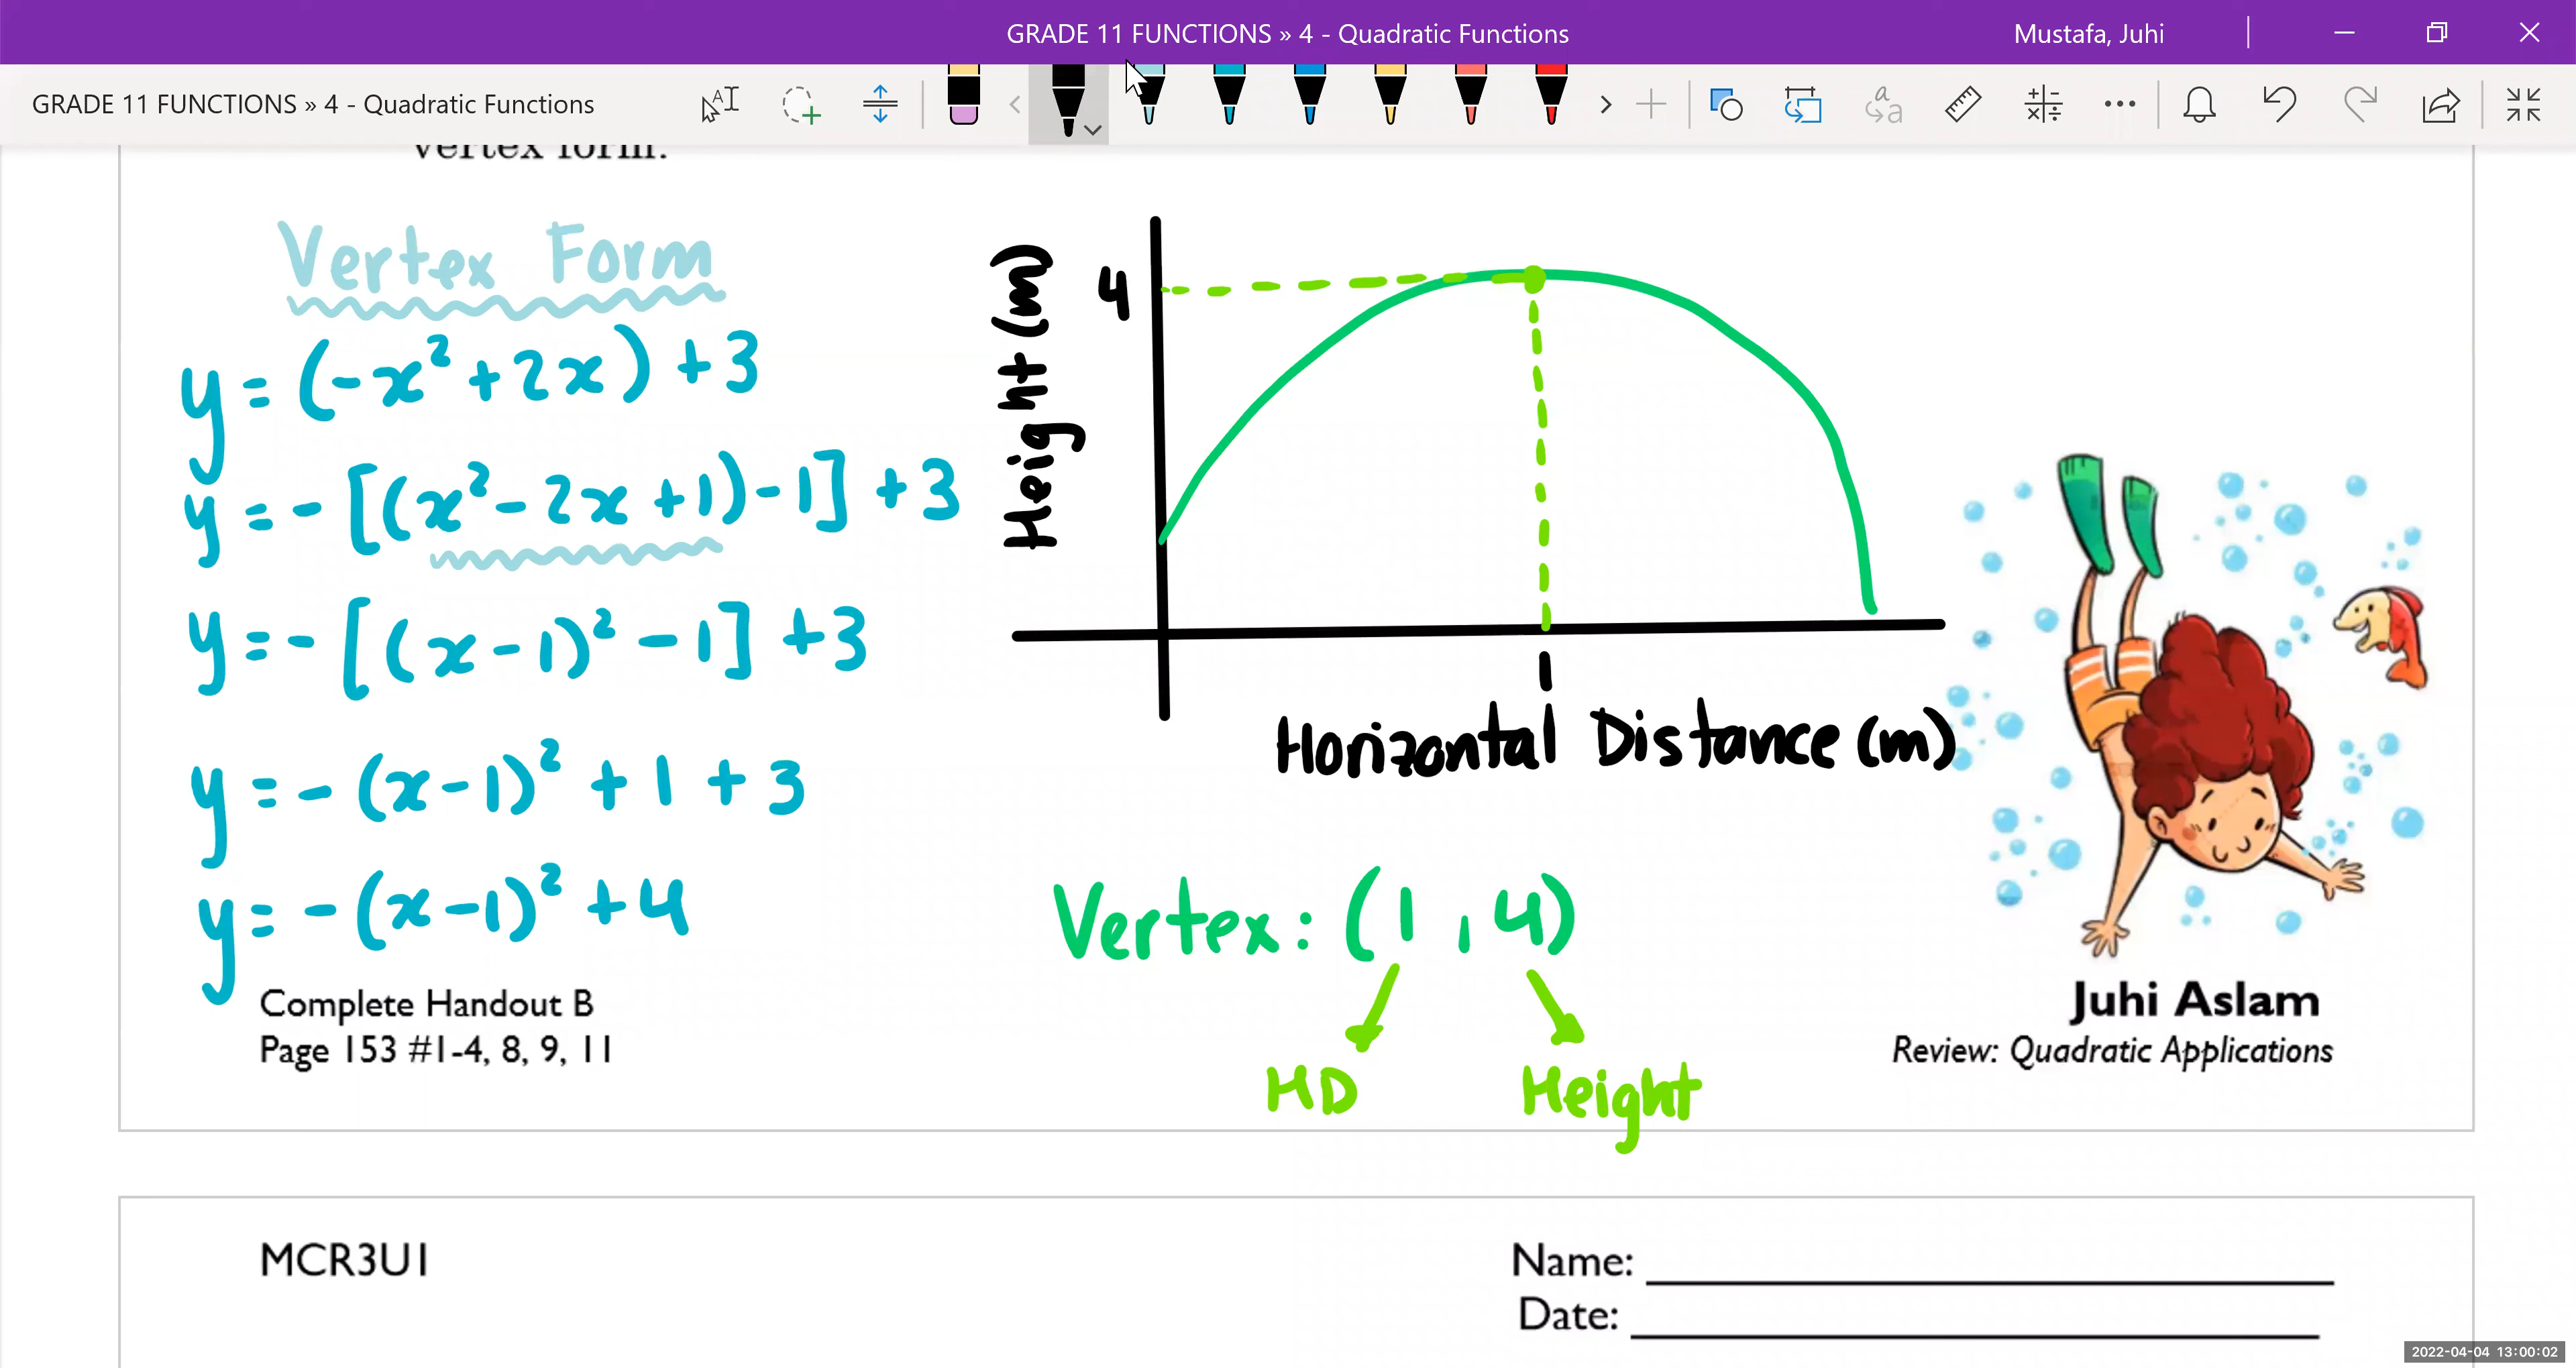 GRADE 11 FUNCTIONS » 4 - Quadratic Functions
Mustafa, Juhi
GRADE 11 FUNCTIONS » 4 - Quadratic Functions
vertex form.
Vertex Form
y = (-x² + 2x) + 3
y = - [(x² - 2x + 1) - 1] + 3
y = - [(x - 1)² - 1] + 3
y = - (x - 1)² + 1 + 3
y = - (x - 1)² + 4
Complete Handout B
Page 153 #1-4, 8, 9, 11
Height (m)
4
1
Horizontal Distance (m)
Vertex: (1, 4)
HD Height
Juhi Aslam
Review: Quadratic Applications
MCR3U1
Name:
Date:
2022-04-04 13:00:02